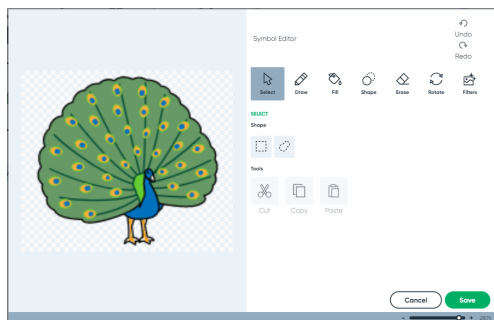 Symbol Editor
Undo
Redo
Select Draw Fill Shape Erase Rotate Filters
SELECT
Shape
Tools
Cut Copy Paste
Cancel Save
- +